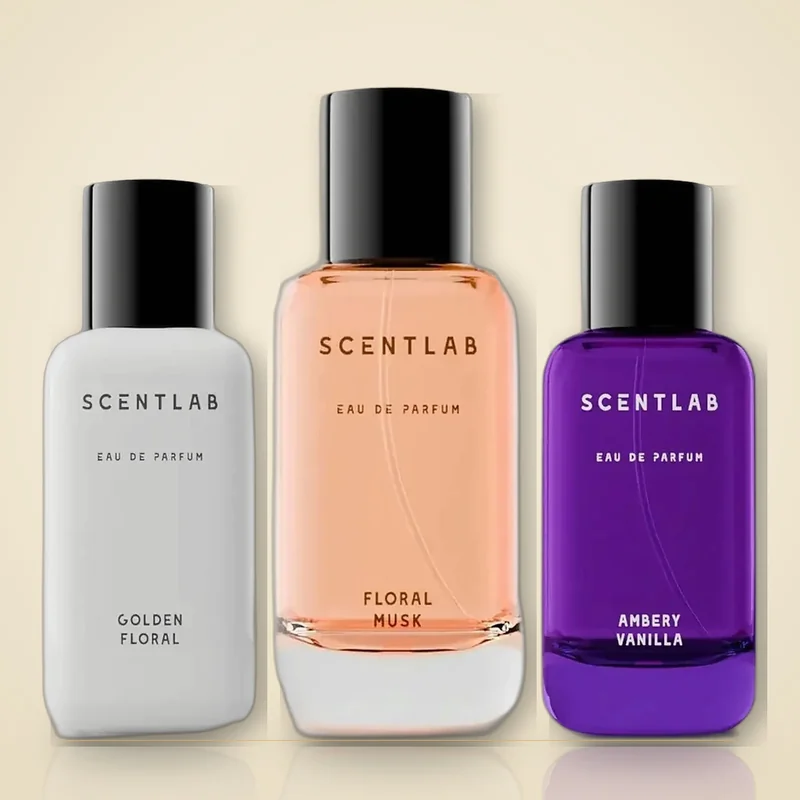 SCENTLAB
EAU DE PARFUM
GOLDEN
FLORAL
SCENTLAB
EAU DE PARFUM
FLORAL
MUSK
SCENTLAB
EAU DE PARFUM
AMBERY
VANILLA